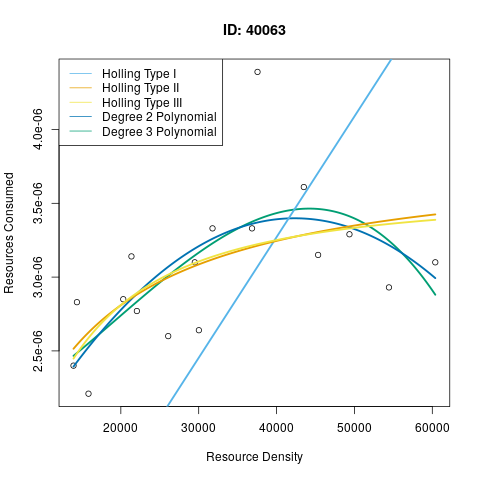 ID: 40063
Holling Type I
Holling Type II
Holling Type III
Degree 2 Polynomial
Degree 3 Polynomial
Resources Consumed
4.0e-06
3.5e-06
3.0e-06
2.5e-06
20000 30000 40000 50000 60000
Resource Density